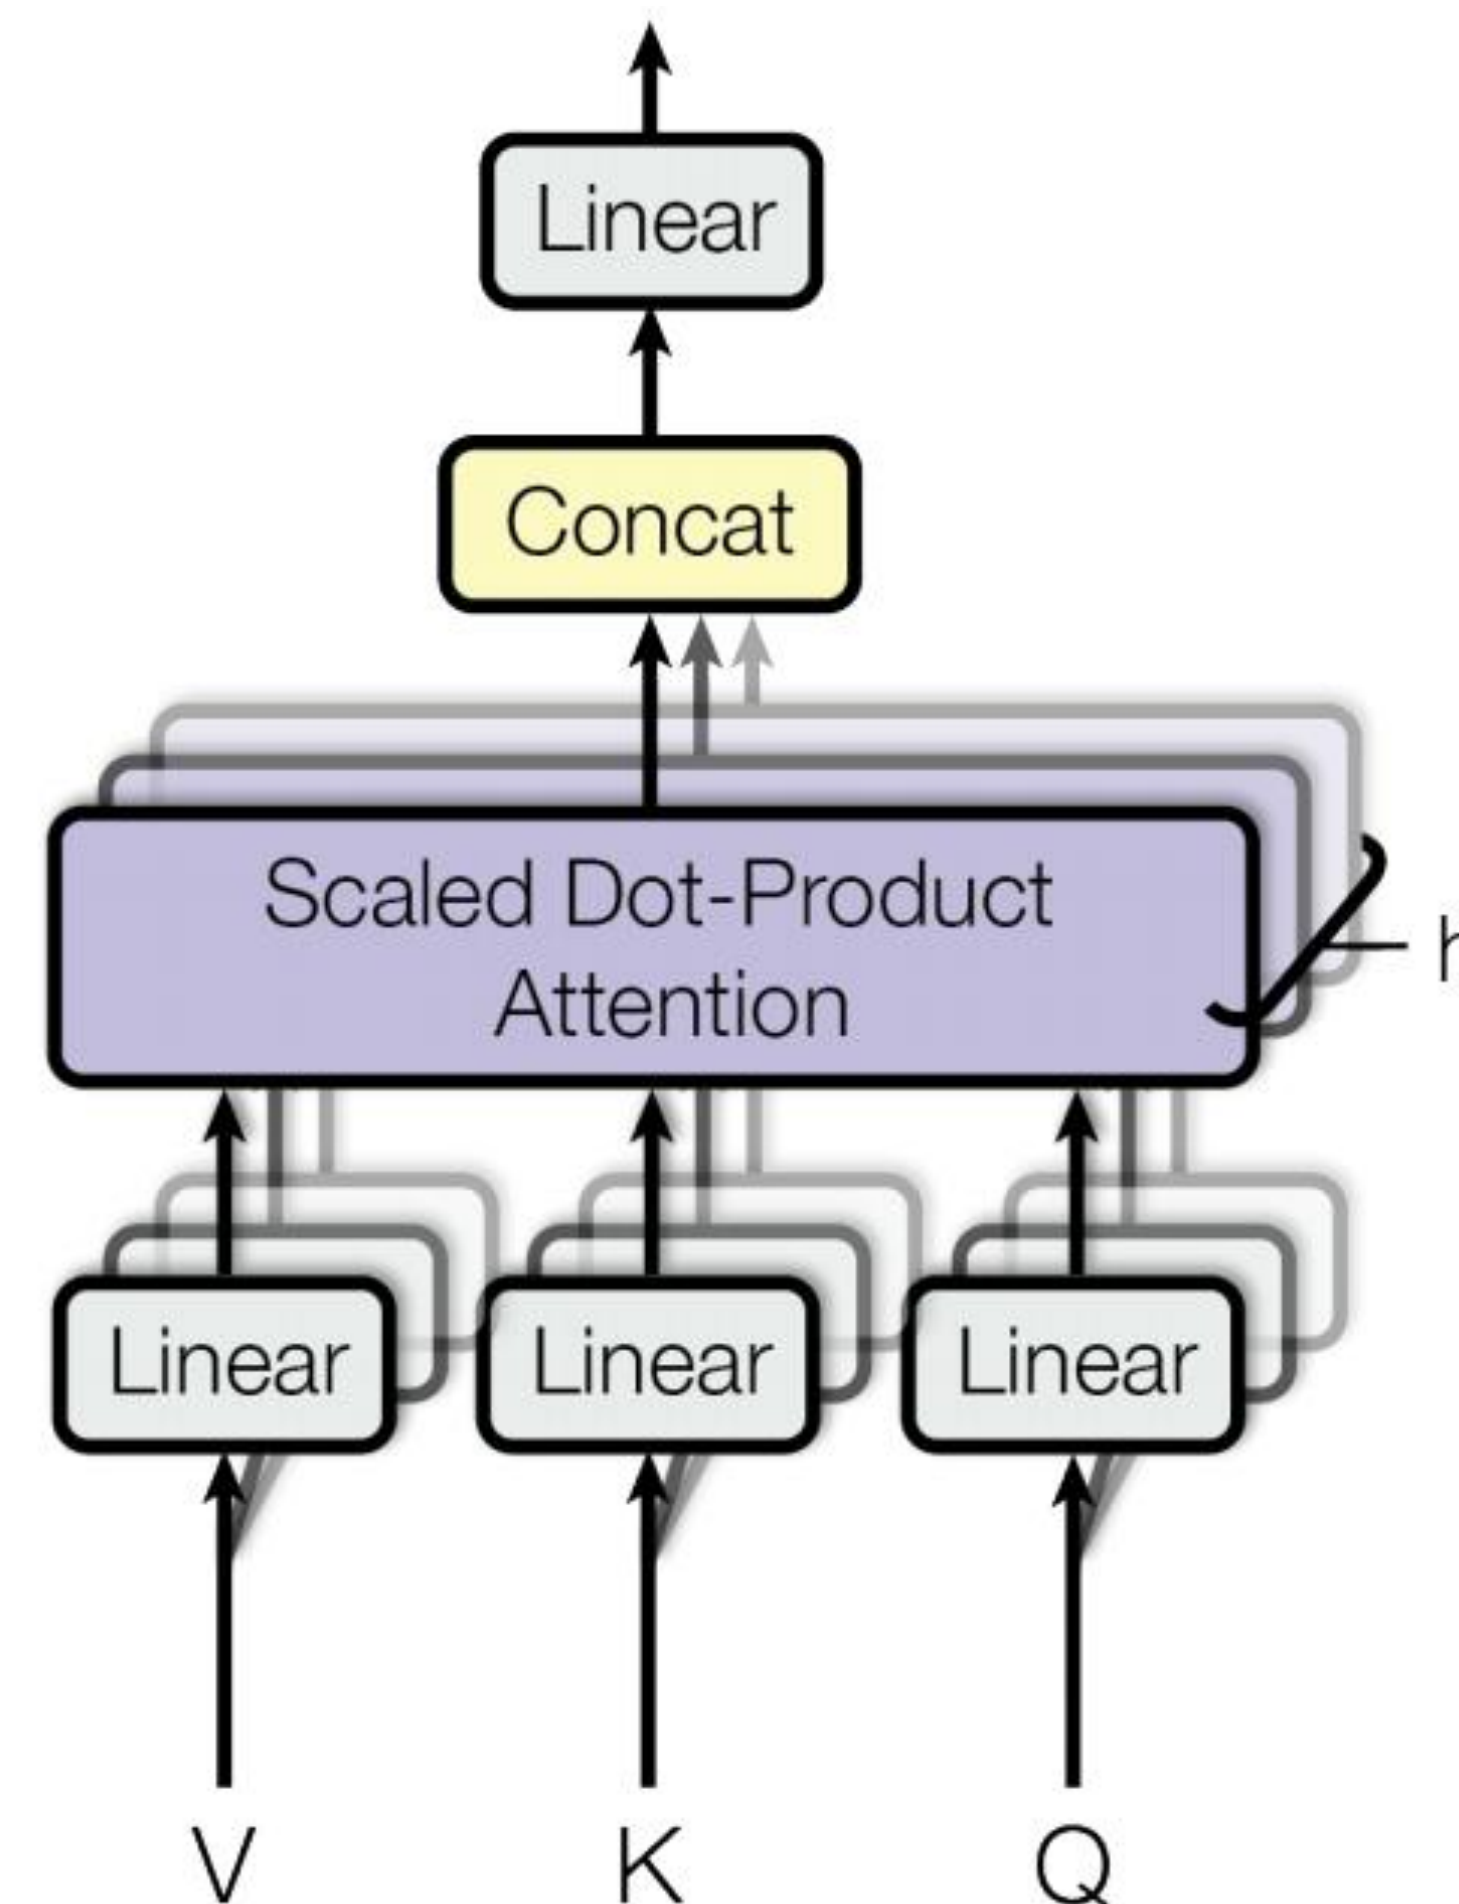 Linear
Concat
Scaled Dot-Product
Attention
h
Linear Linear Linear
V K Q